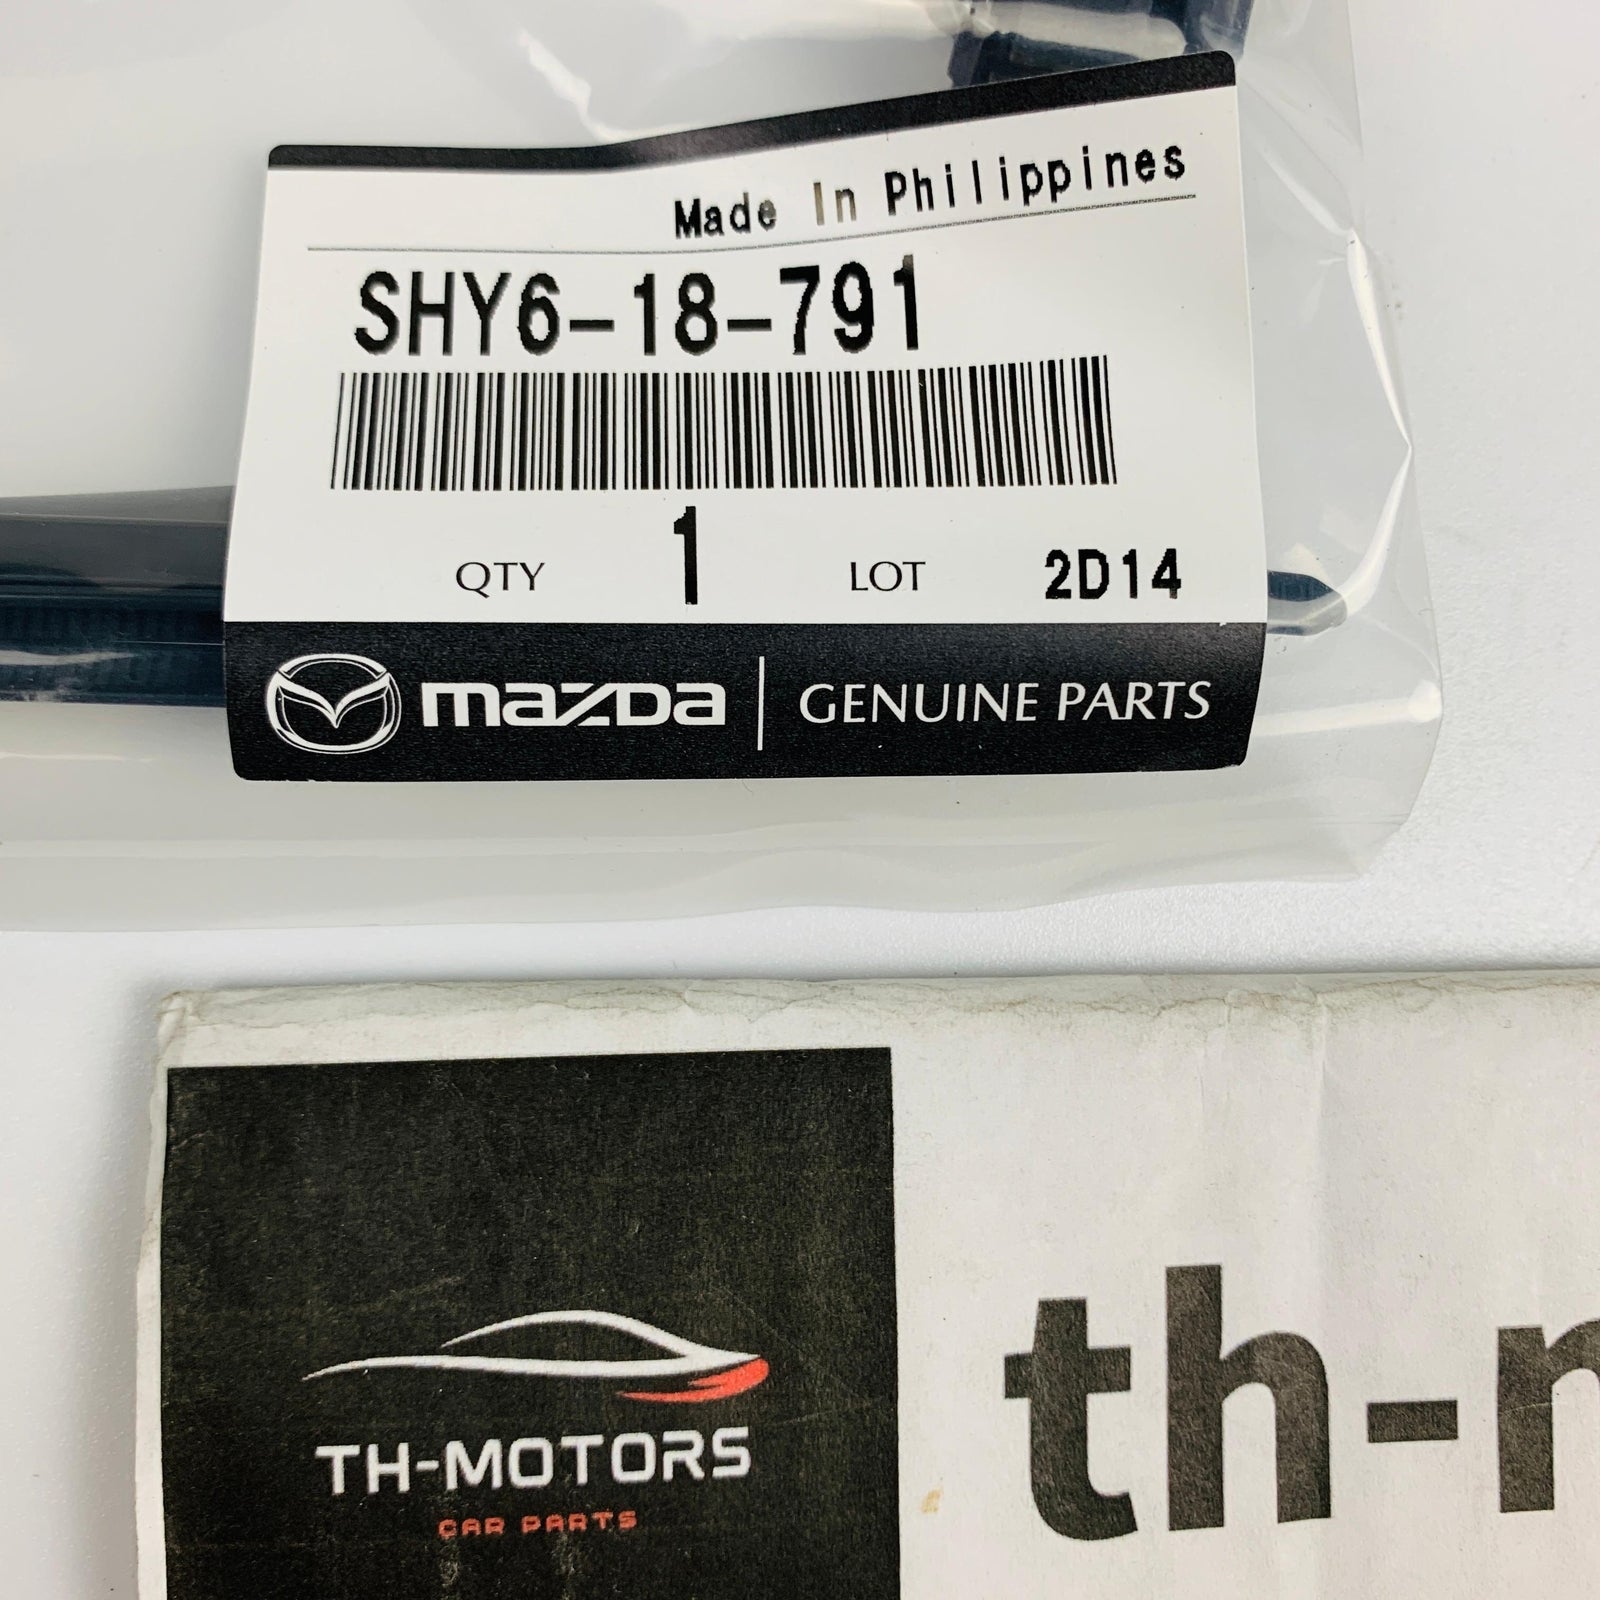 Made In Philippines
SHY6-18-791
QTY 1 LOT 2D14
mazda GENUINE PARTS
TH-MOTORS
CAR PARTS
th-